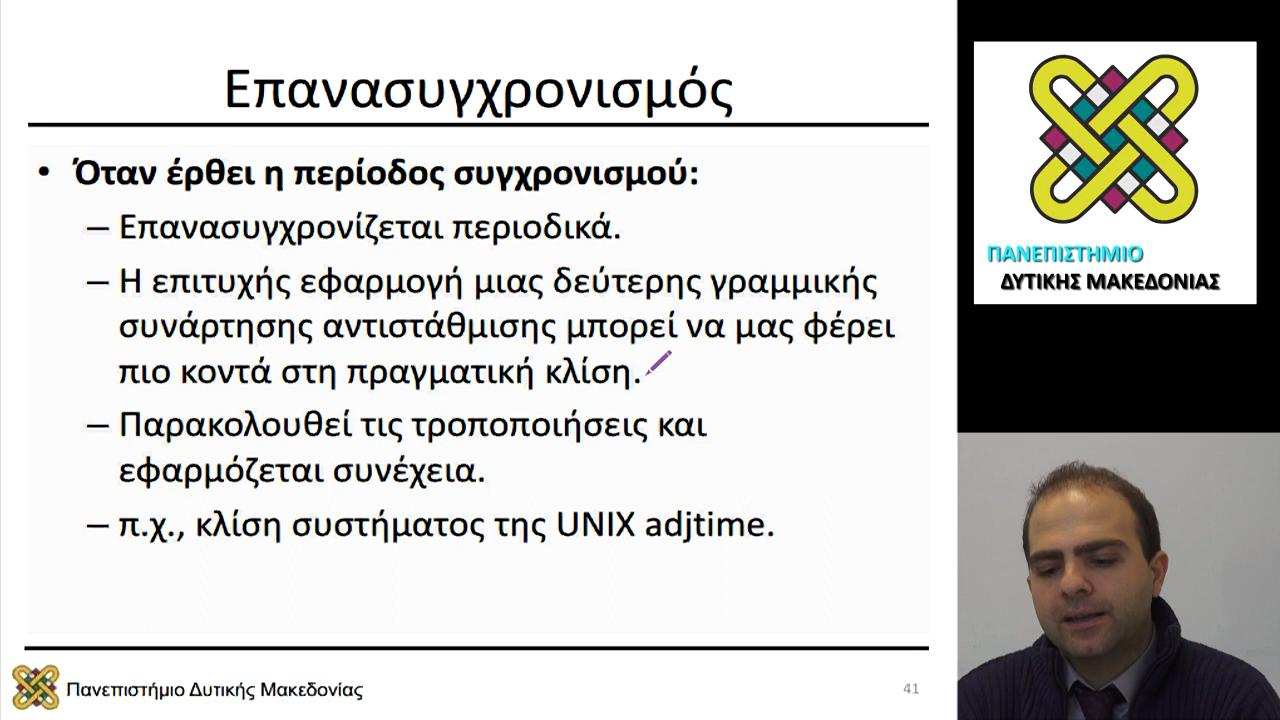 Επανασυγχρονισμός
• Όταν έρθει η περίοδος συγχρονισμού:
– Επανασυγχρονίζεται περιοδικά.
– Η επιτυχής εφαρμογή μιας δεύτερης γραμμικής
συνάρτησης αντιστάθμισης μπορεί να μας φέρει
πιο κοντά στη πραγματική κλίση.
– Παρακολουθεί τις τροποποιήσεις και
εφαρμόζεται συνέχεια.
– π.χ., κλίση συστήματος της UNIX adjtime.
Πανεπιστήμιο Δυτικής Μακεδονίας
41
ΠΑΝΕΠΙΣΤΗΜΙΟ
ΔΥΤΙΚΗΣ ΜΑΚΕΔΟΝΙΑΣ